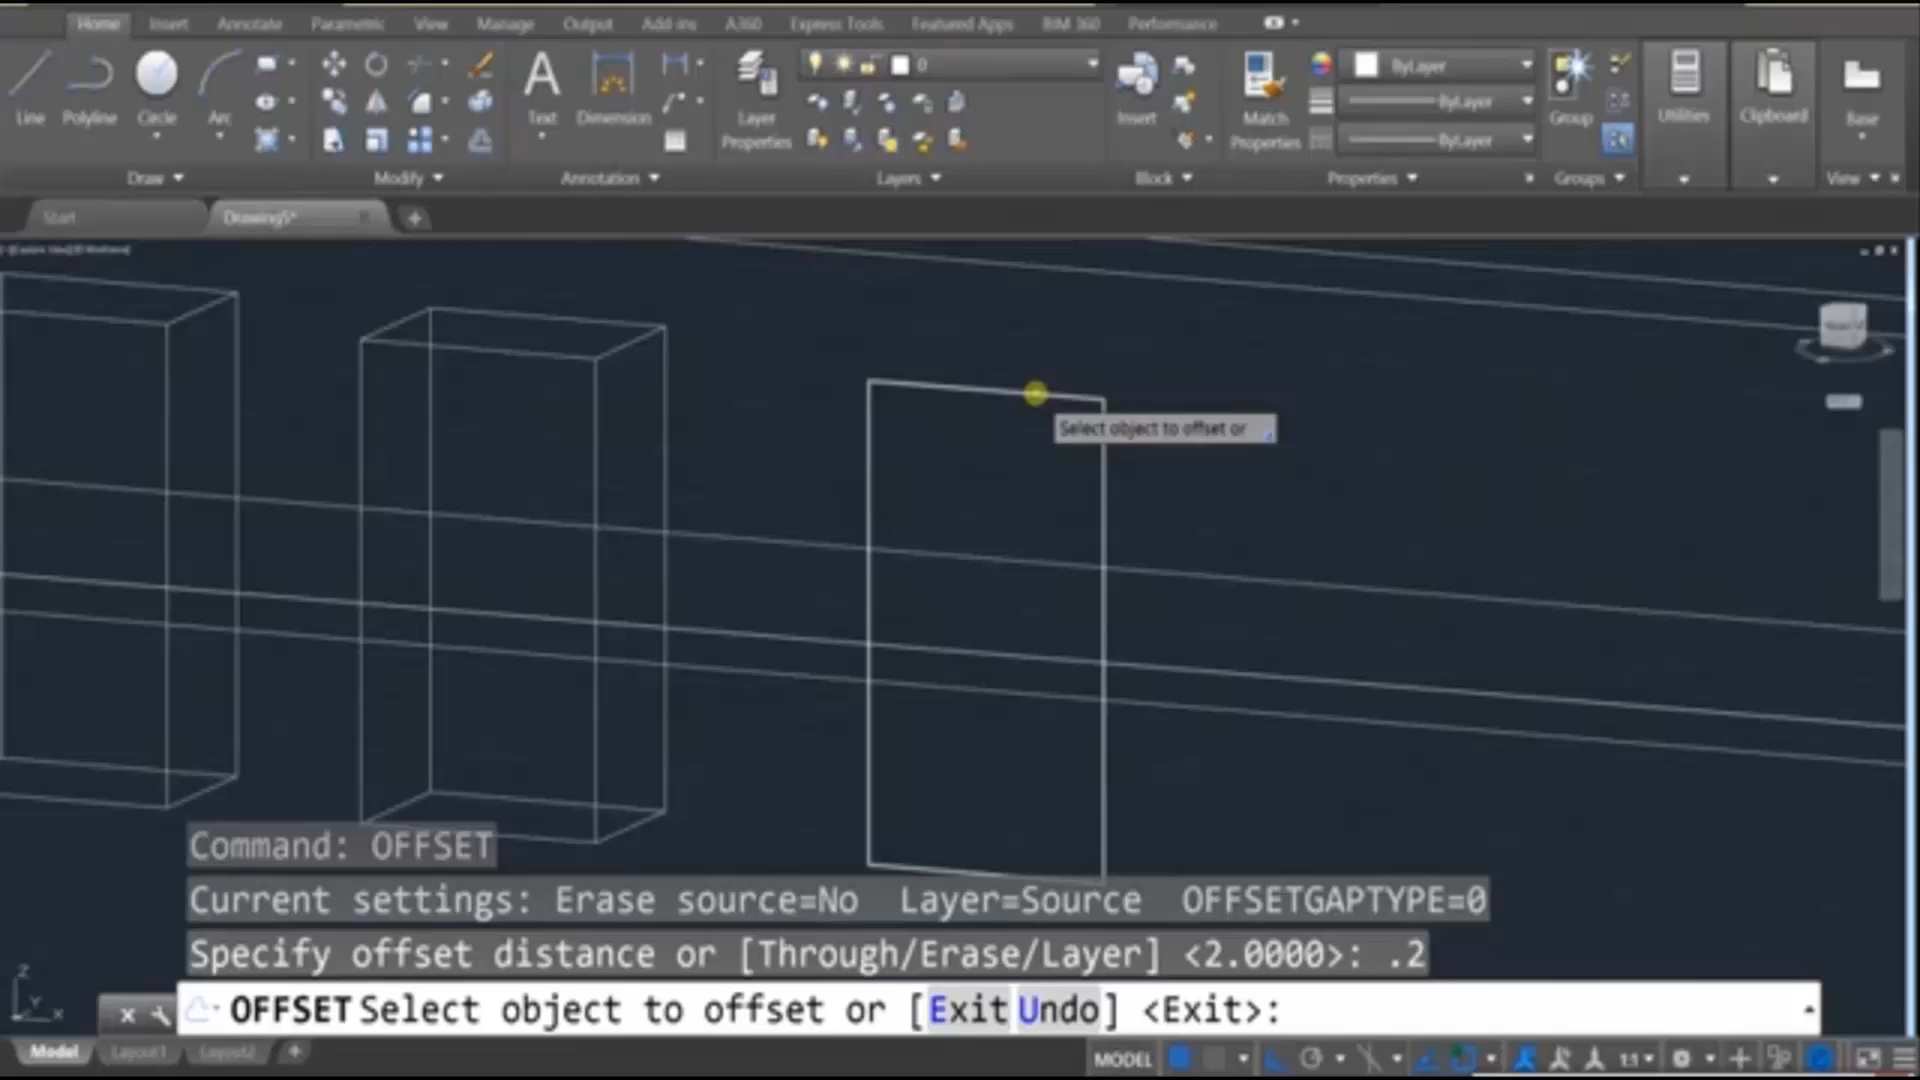 Home Insert Annotate Parametric View Manage Output Add-ins A360 Express Tools Featured Apps BIM 360 Performance
0
ByLayer
ByLayer
ByLayer
Line Polyline Circle Arc Text Dimension Layer Properties Insert Match Properties Group Utilities Clipboard Base
Draw Modify Annotation Layers Block Properties Groups View
Start Drawing5*
Select object to offset or
Command: OFFSET
Current settings: Erase source=No Layer=Source OFFSETGAPTYPE=0
Specify offset distance or [Through/Erase/Layer] <2.0000>: .2
OFFSET Select object to offset or [Exit Undo] <Exit>:
Z
Y
X
Model Layout1 Layout2
MODEL 1:1